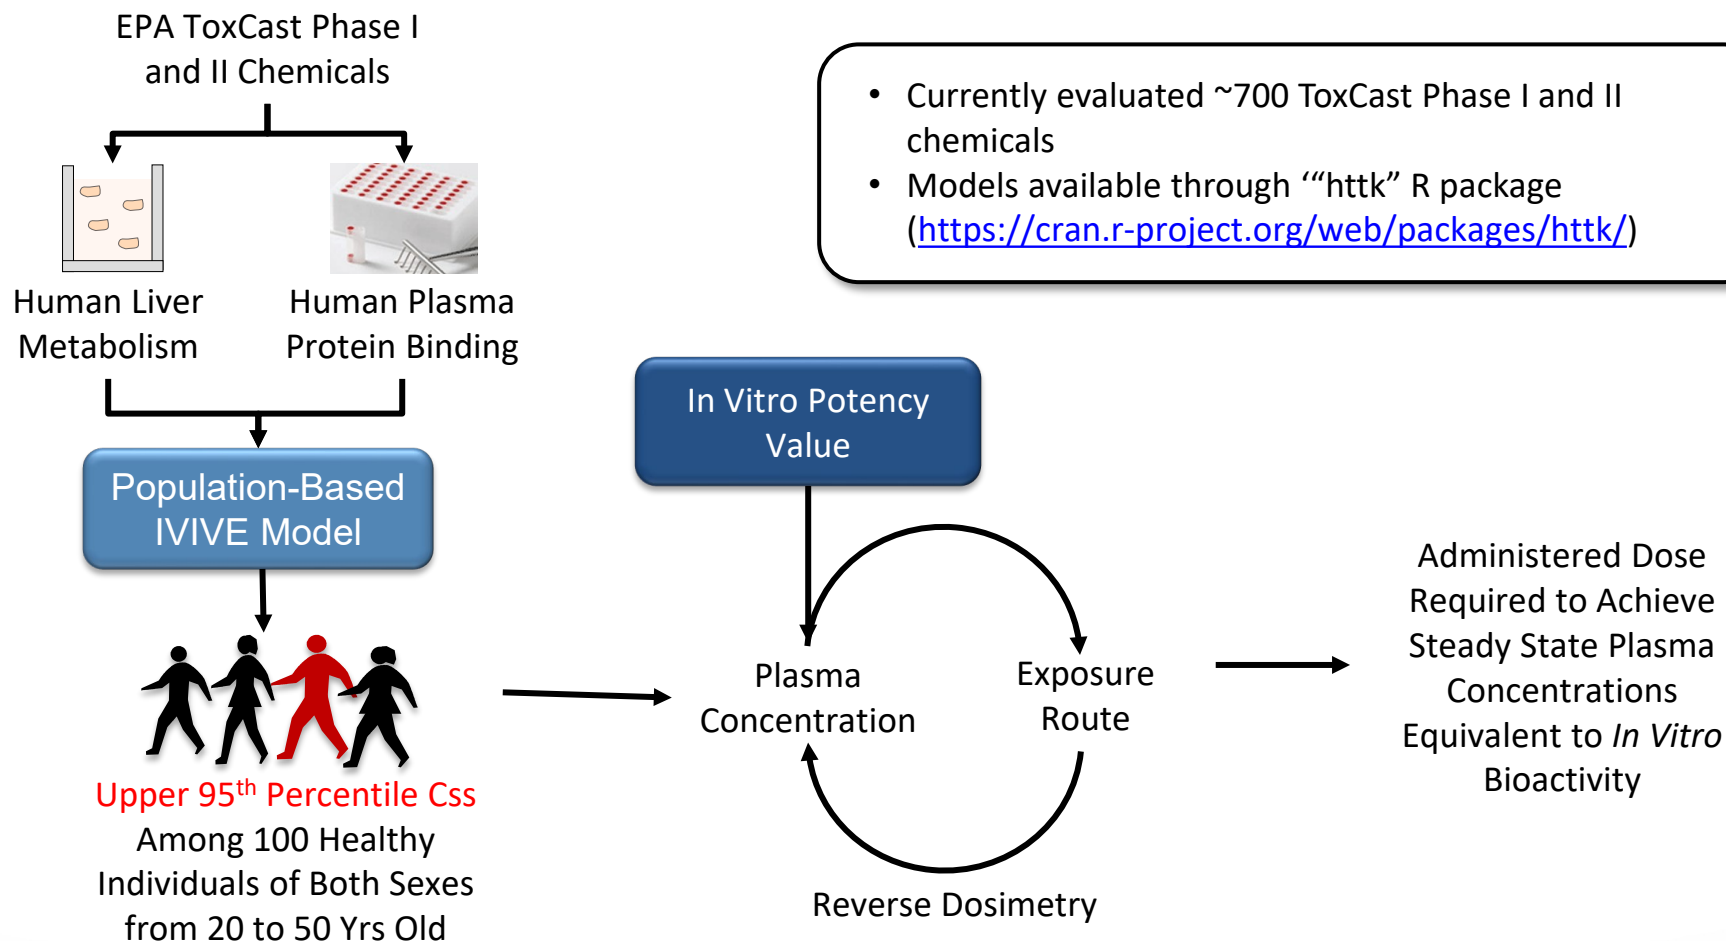 EPA ToxCast Phase I
and II Chemicals
• Currently evaluated ~700 ToxCast Phase I and II
chemicals
• Models available through ‘“httk” R package
(https://cran.r-project.org/web/packages/httk/)
Human Liver
Metabolism
Human Plasma
Protein Binding
Population-Based
IVIVE Model
Upper 95th Percentile Css
Among 100 Healthy
Individuals of Both Sexes
from 20 to 50 Yrs Old
In Vitro Potency
Value
Plasma
Concentration
Exposure
Route
Reverse Dosimetry
Administered Dose
Required to Achieve
Steady State Plasma
Concentrations
Equivalent to In Vitro
Bioactivity